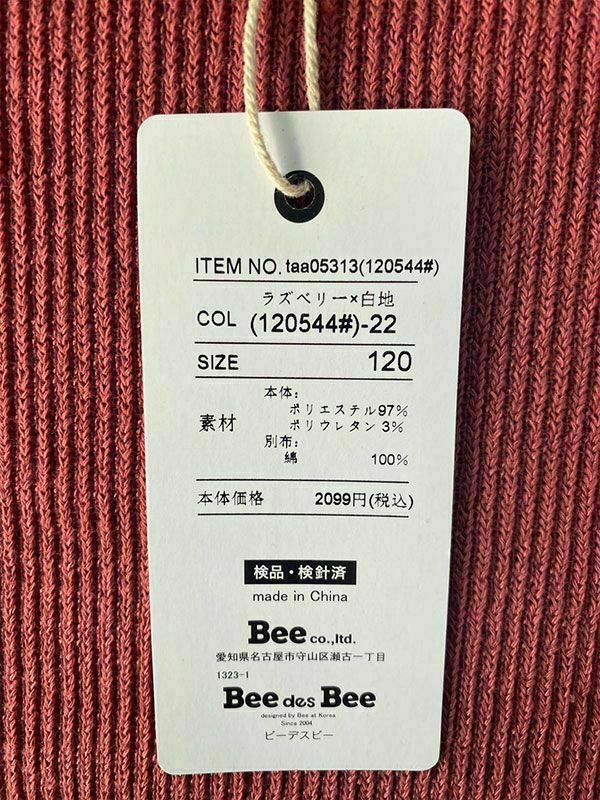 ITEM NO. taa05313(120544#)
ラズベリー×白地
COL (120544#)-22
SIZE 120
本体:
ポリエステル97%
素材 ポリウレタン 3%
別布:
綿 100%
本体価格 2099円(税込)
検品・検針済
made in China
Bee co.,ltd.
愛知県名古屋市守山区瀬古一丁目
1323-1
Bee des Bee
designed by Bee at Korea
Since 2004
ビーデスビー